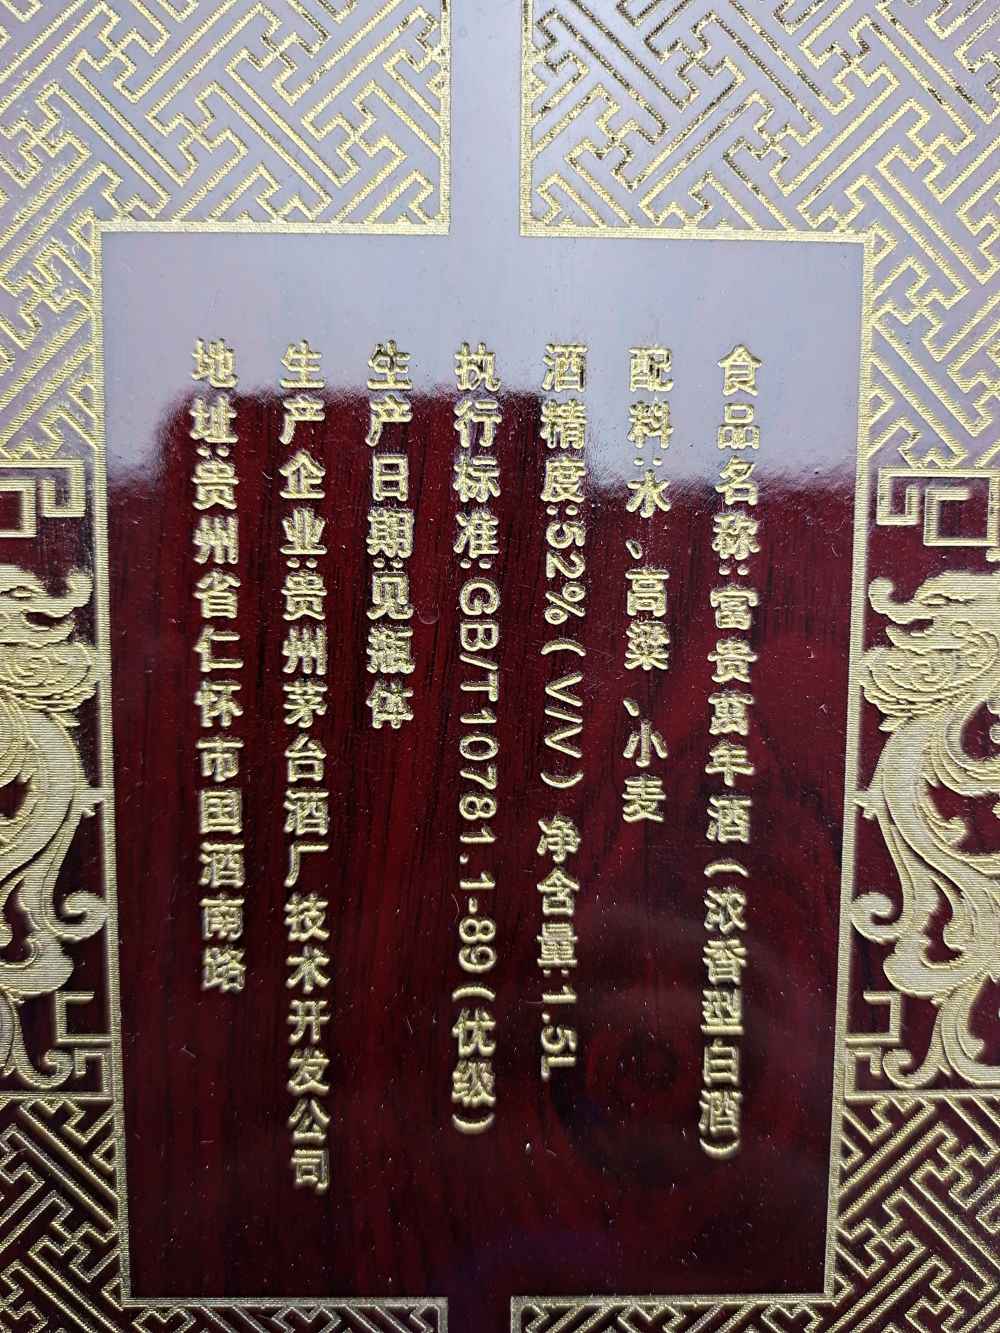 食品名称:富贵万年酒(浓香型白酒)
配料:水、高粱、小麦
酒精度:52%(V/V) 净含量:1.5L
执行标准:GB/T10781.1-89(优级)
生产日期:见瓶体
生产企业:贵州茅台酒厂技术开发公司
地址:贵州省仁怀市国酒南路